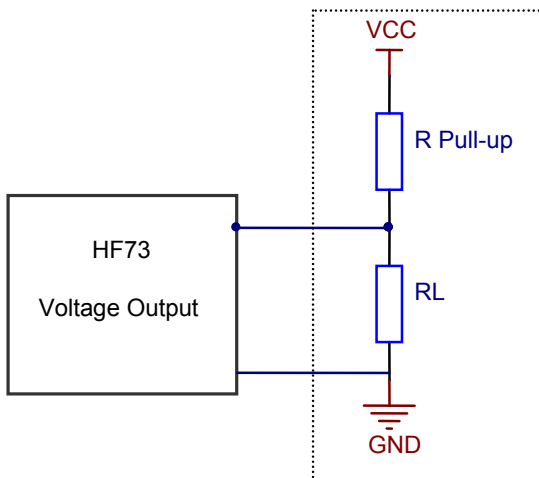 VCC
R Pull-up
HF73
Voltage Output
RL
GND